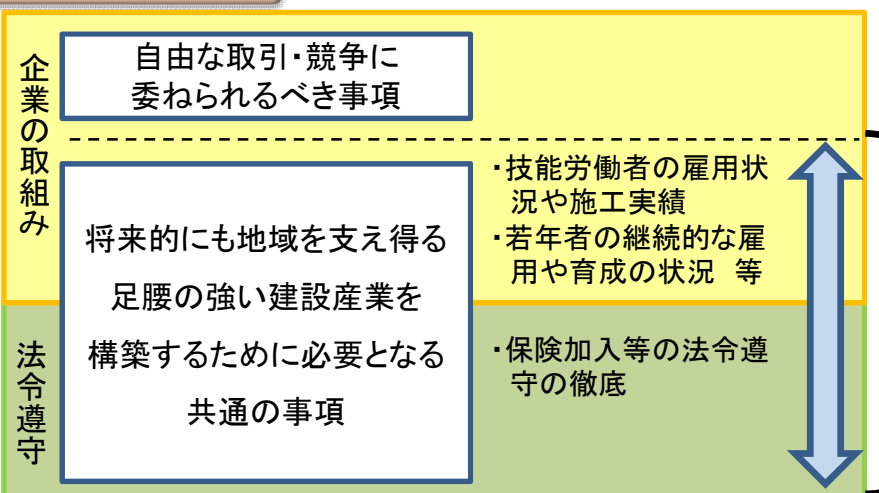 企業の取組み
自由な取引・競争に
委ねられるべき事項
将来的にも地域を支え得る
足腰の強い建設産業を
構築するために必要となる
共通の事項
・技能労働者の雇用状
況や施工実績
・若年者の継続的な雇
用や育成の状況　等
法令遵守
・保険加入等の法令遵
守の徹底